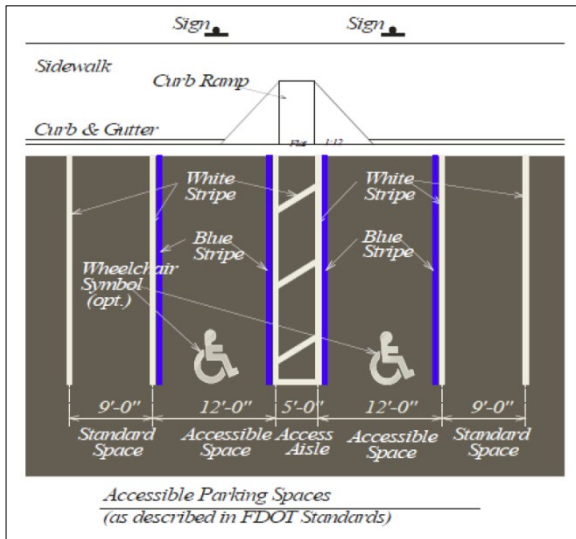 Sign Sign
Sidewalk
Curb Ramp
Curb & Gutter
Flat 1:12
White
Stripe
White
Stripe
Blue
Stripe
Blue
Stripe
Wheelchair
Symbol
(opt.)
9'-0" 12'-0" 5'-0" 12'-0" 9'-0"
Standard Accessible Access Accessible Standard
Space Space Aisle Space Space
Accessible Parking Spaces
(as described in FDOT Standards)